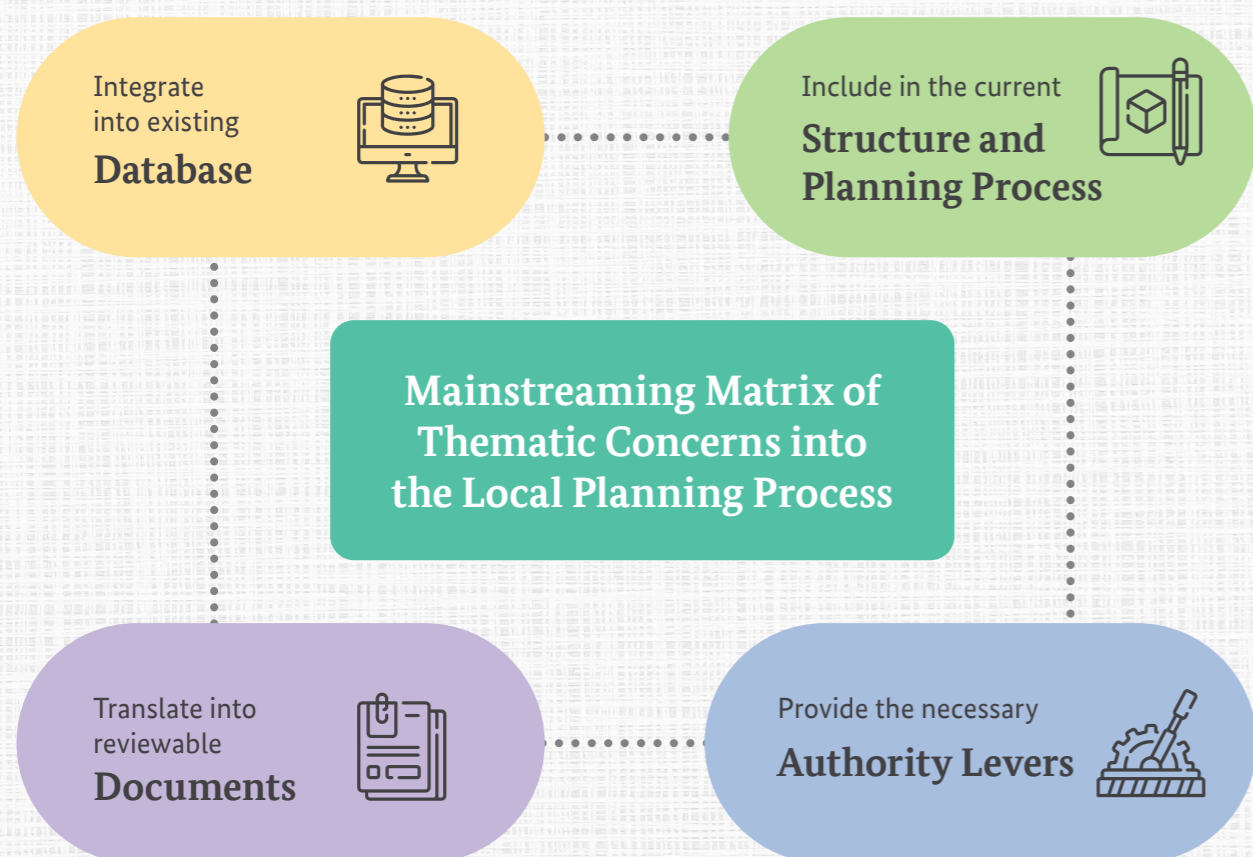 Integrate
into existing
Database
Include in the current
Structure and
Planning Process
Mainstreaming Matrix of
Thematic Concerns into
the Local Planning Process
Translate into
reviewable
Documents
Provide the necessary
Authority Levers